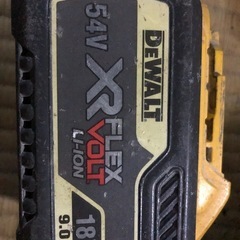 DEWALT
54V XR FLEX
VOLT
LI-ION
18
9.0